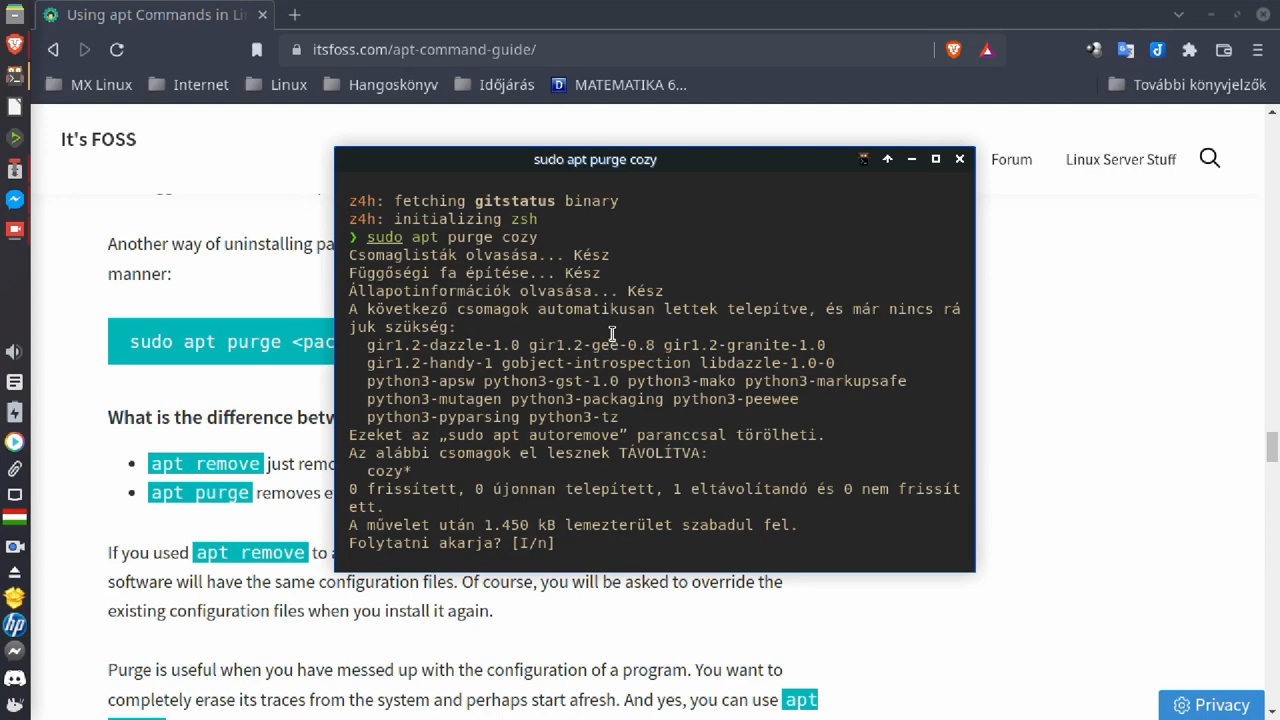 Using apt Commands in Li
itsfoss.com/apt-command-guide/
MX Linux Internet Linux Hangoskönyv Időjárás MATEMATIKA 6... További könyvjelzők
It's FOSS
Forum Linux Server Stuff
Another way of uninstalling pa
manner:
sudo apt purge <pac
What is the difference betw
apt remove just remo
apt purge removes e
If you used apt remove to
software will have the same configuration files. Of course, you will be asked to override the
existing configuration files when you install it again.
Purge is useful when you have messed up with the configuration of a program. You want to
completely erase its traces from the system and perhaps start afresh. And yes, you can use apt
sudo apt purge cozy
z4h: fetching gitstatus binary
z4h: initializing zsh
❯ sudo apt purge cozy
Csomaglisták olvasása... Kész
Függőségi fa építése... Kész
Állapotinformációk olvasása... Kész
A következő csomagok automatikusan lettek telepítve, és már nincs rá
juk szükség:
gir1.2-dazzle-1.0 gir1.2-gee-0.8 gir1.2-granite-1.0
gir1.2-handy-1 gobject-introspection libdazzle-1.0-0
python3-apsw python3-gst-1.0 python3-mako python3-markupsafe
python3-mutagen python3-packaging python3-peewee
python3-pyparsing python3-tz
Ezeket az „sudo apt autoremove” paranccsal törölheti.
Az alábbi csomagok el lesznek TÁVOLÍTVA:
cozy*
0 frissített, 0 újonnan telepített, 1 eltávolítandó és 0 nem frissít
ett.
A művelet után 1.450 kB lemezterület szabadul fel.
Folytatni akarja? [I/n]
Privacy